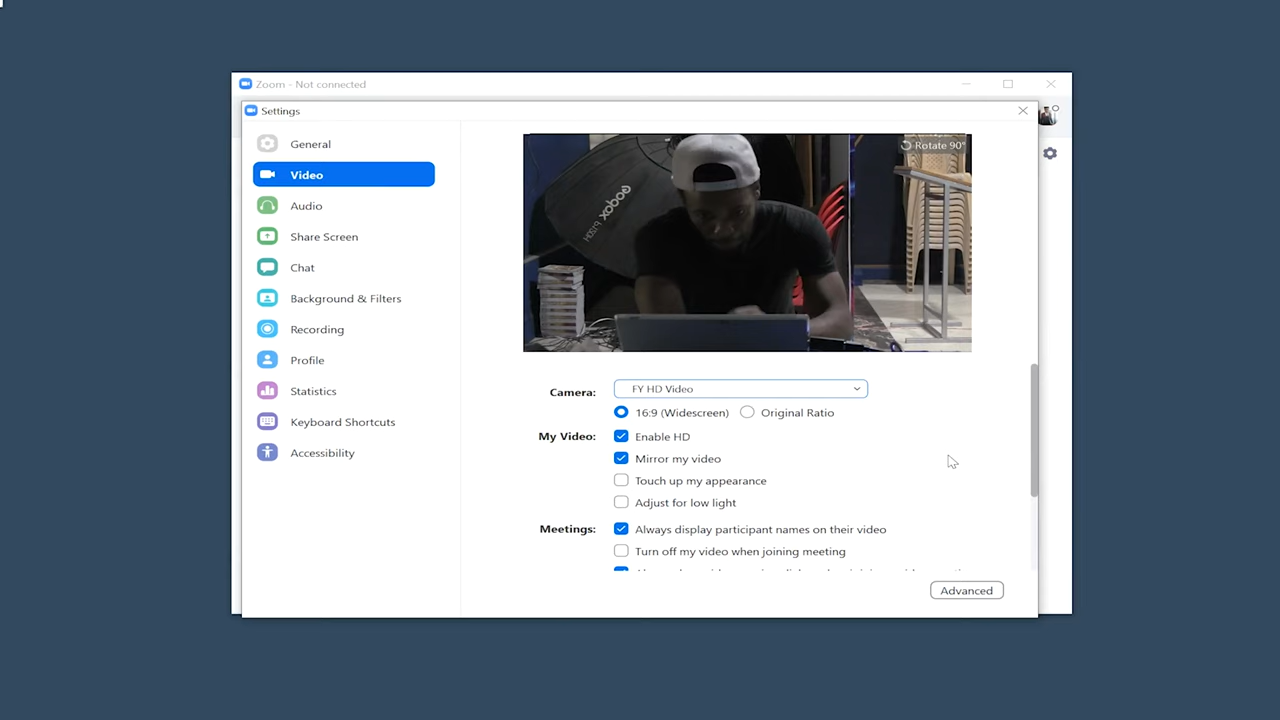 Zoom - Not connected
Settings
General
Video
Audio
Share Screen
Chat
Background & Filters
Recording
Profile
Statistics
Keyboard Shortcuts
Accessibility
Rotate 90°
Godox
Camera: FY HD Video
16:9 (Widescreen) Original Ratio
My Video: Enable HD
Mirror my video
Touch up my appearance
Adjust for low light
Meetings: Always display participant names on their video
Turn off my video when joining meeting
Advanced